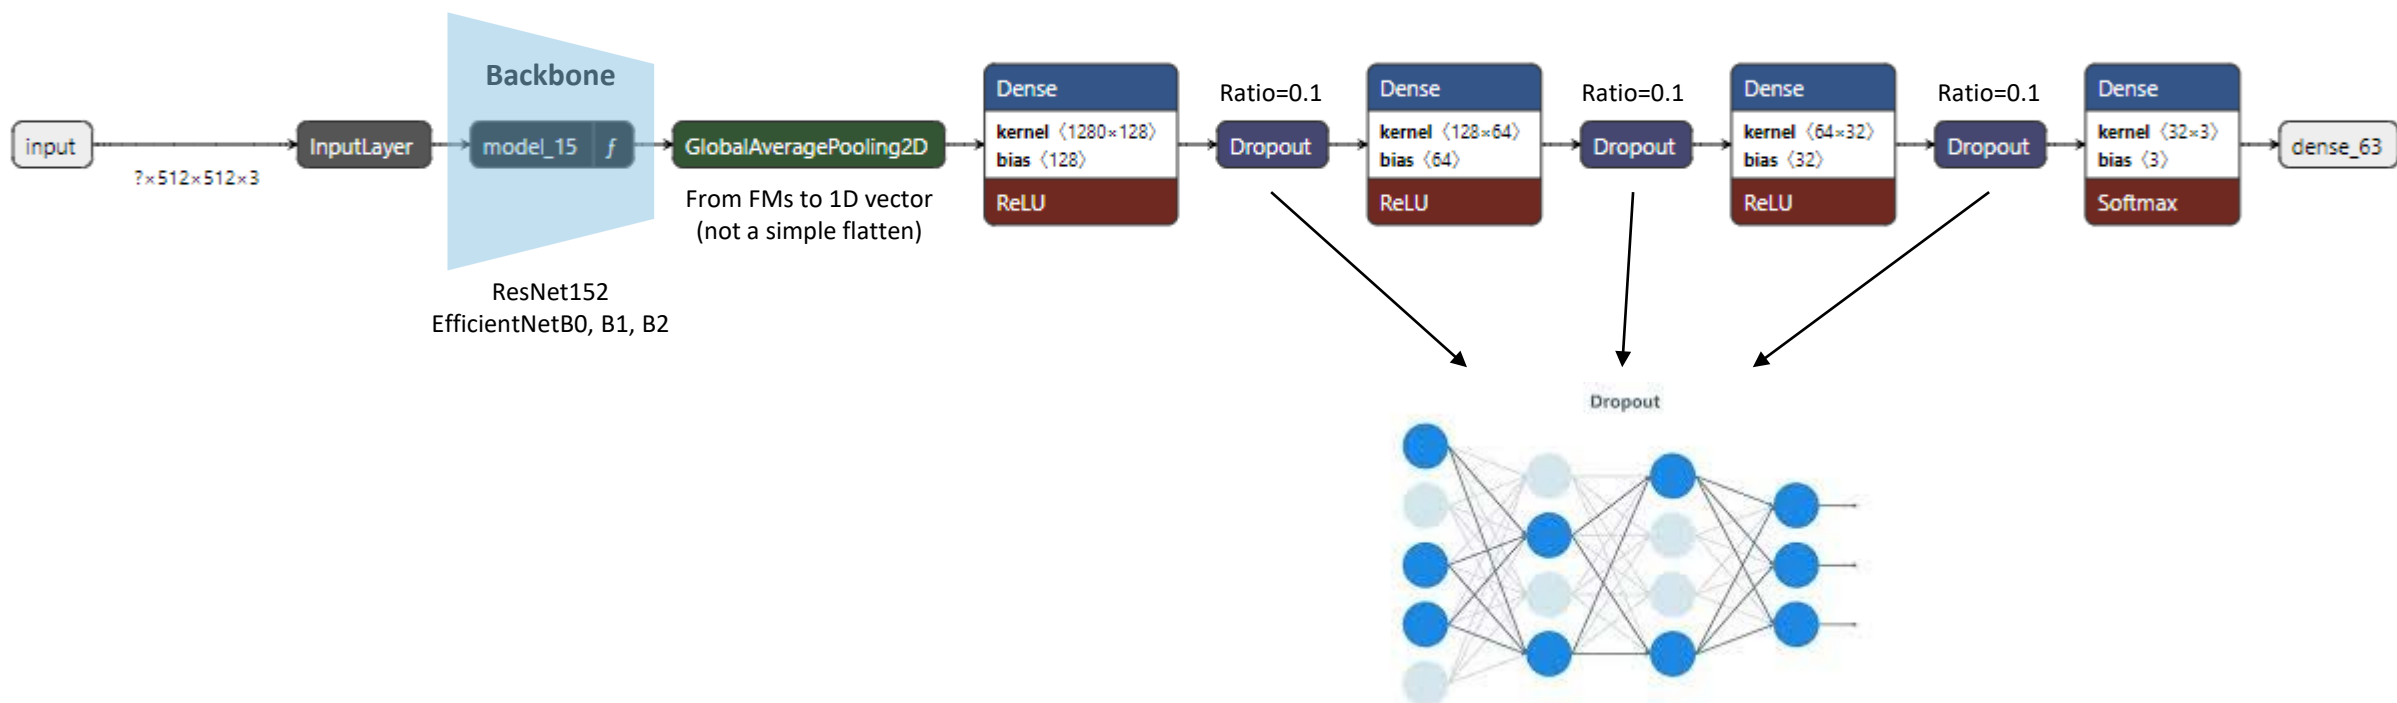 Backbone
input
?×512×512×3
InputLayer
model_15 ƒ
ResNet152
EfficientNetB0, B1, B2
GlobalAveragePooling2D
From FMs to 1D vector
(not a simple flatten)
Dense
kernel ⟨1280×128⟩
bias ⟨128⟩
ReLU
Ratio=0.1
Dropout
Dense
kernel ⟨128×64⟩
bias ⟨64⟩
ReLU
Ratio=0.1
Dropout
Dense
kernel ⟨64×32⟩
bias ⟨32⟩
ReLU
Ratio=0.1
Dropout
Dense
kernel ⟨32×3⟩
bias ⟨3⟩
Softmax
dense_63
Dropout